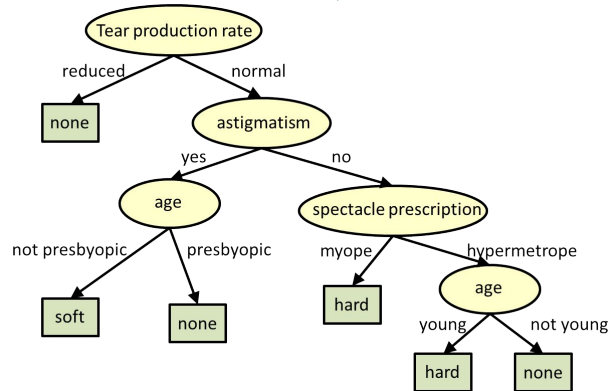 Tear production rate
reduced
normal
none
astigmatism
yes
no
age
spectacle prescription
not presbyopic
presbyopic
myope
hypermetrope
soft
none
hard
age
young
not young
hard
none